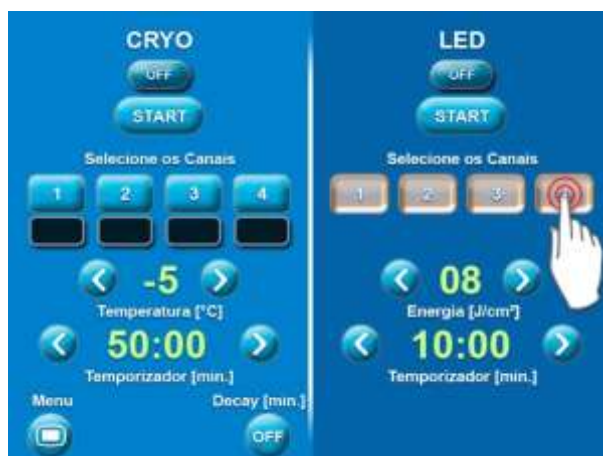 CRYO
OFF
START
Selecione os Canais
1 2 3 4
-5
Temperatura [°C]
50:00
Temporizador [min.]
Menu
Decay [min.]
OFF
LED
OFF
START
Selecione os Canais
1 2 3 4
08
Energia [J/cm²]
10:00
Temporizador [min.]